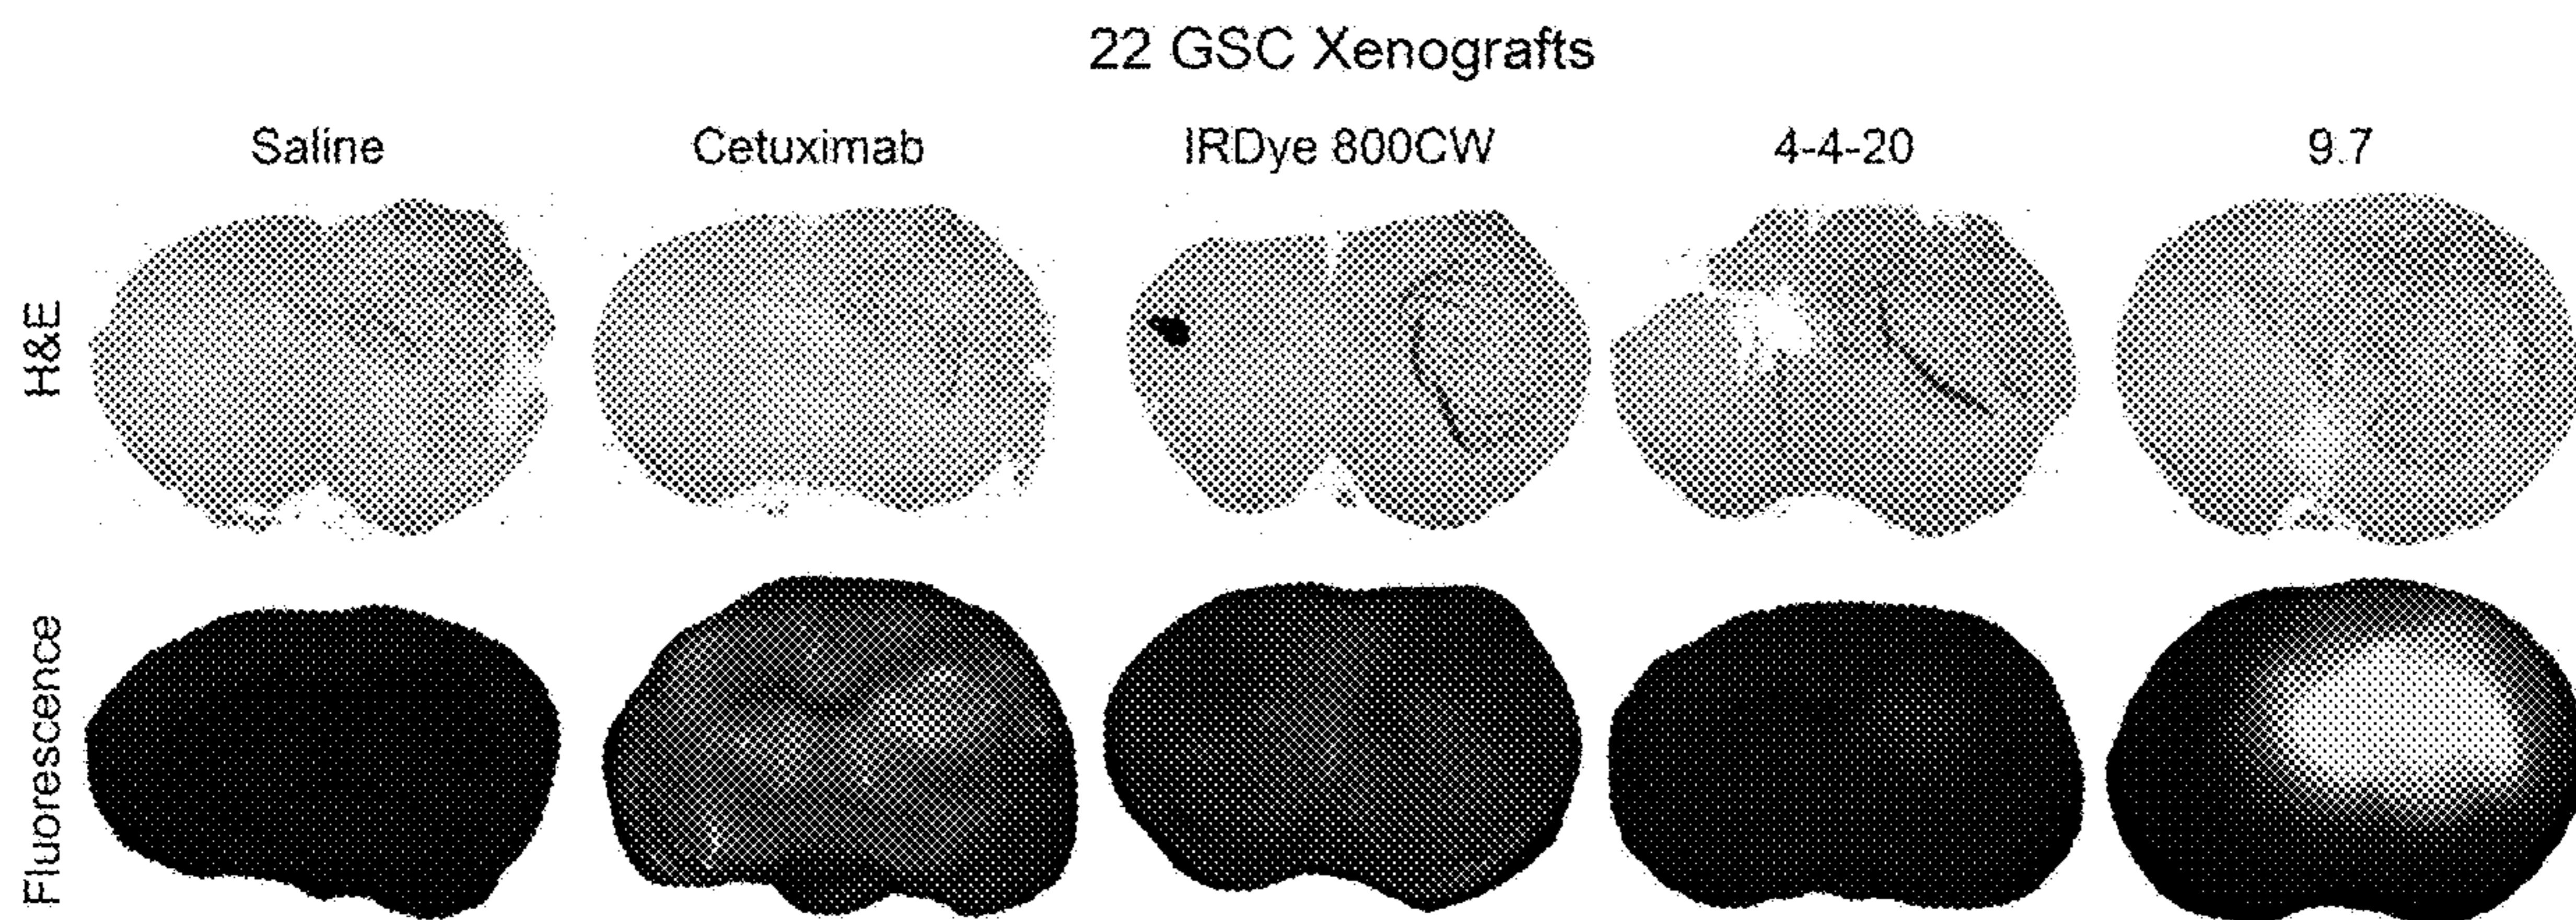 22 GSC Xenografts
Saline Cetuximab IRDye 800CW 4-4-20 9.7
H&E
Fluorescence